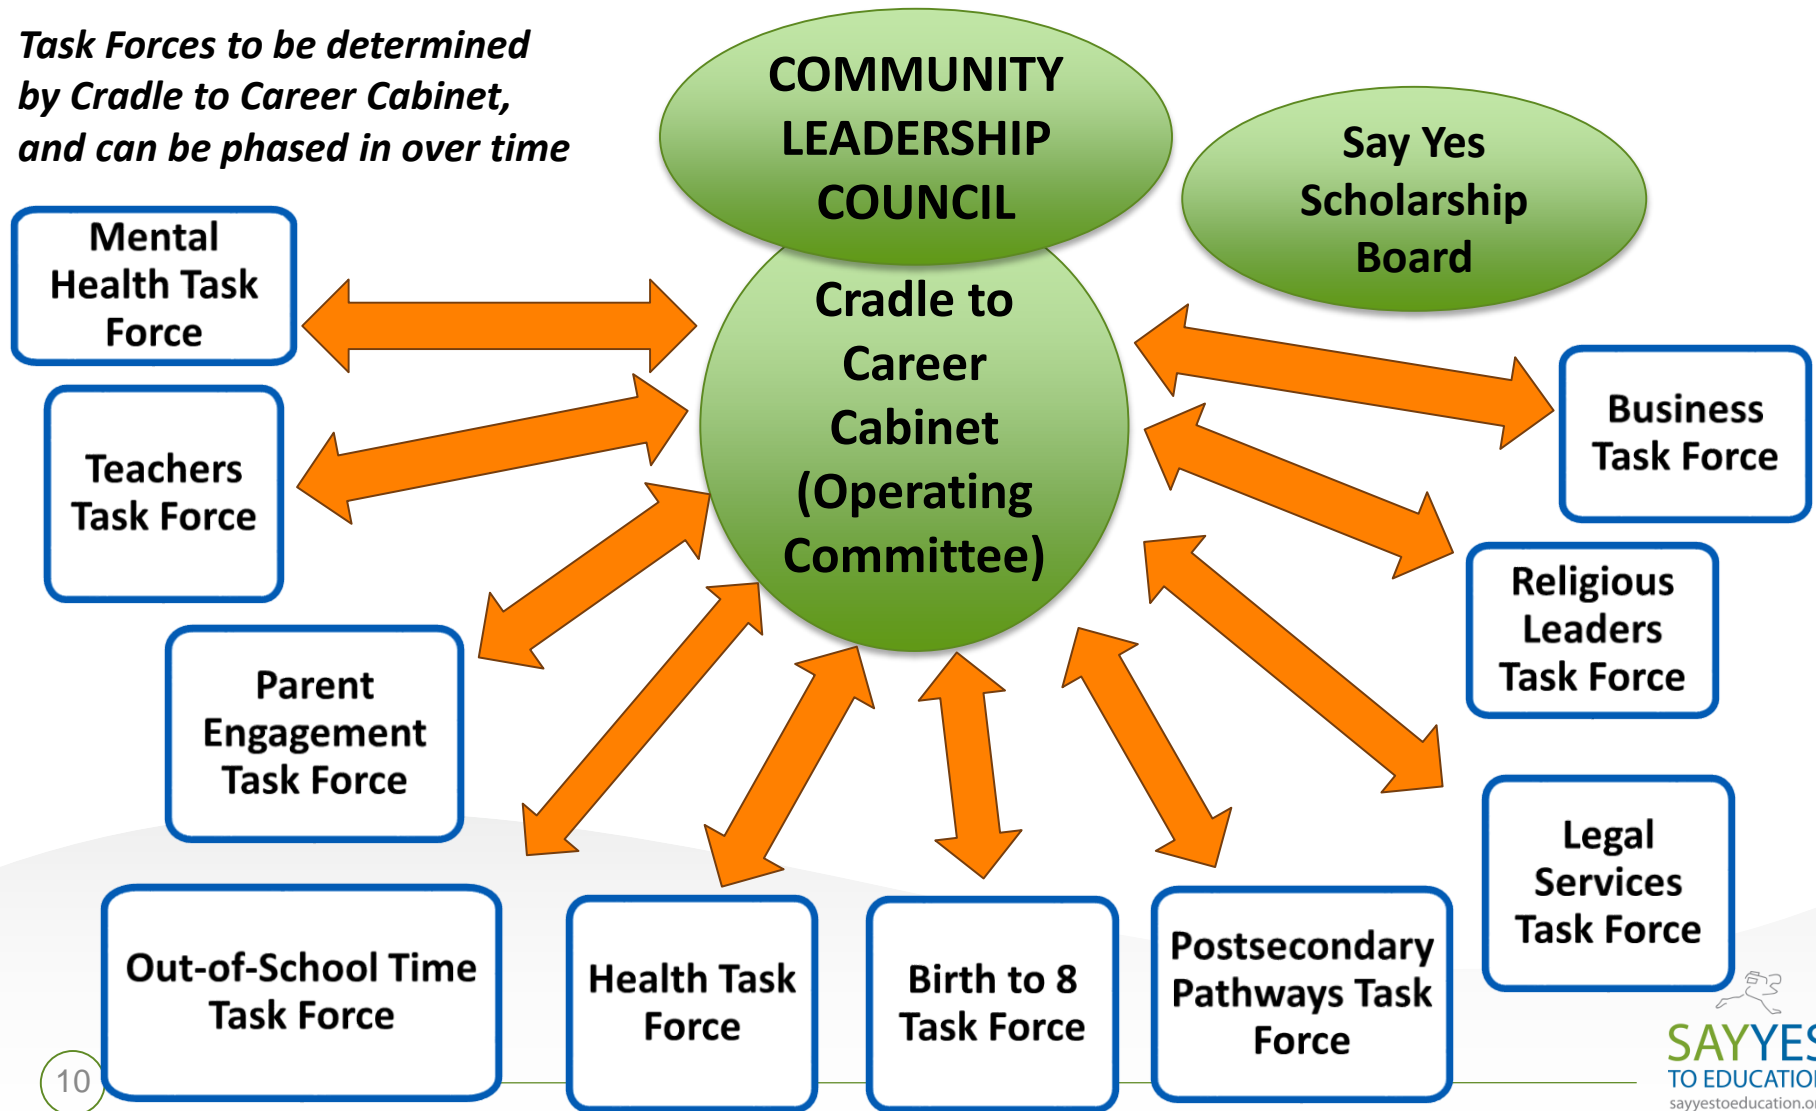 Task Forces to be determined
by Cradle to Career Cabinet,
and can be phased in over time
COMMUNITY
LEADERSHIP
COUNCIL
Say Yes
Scholarship
Board
Cradle to
Career
Cabinet
(Operating
Committee)
Mental
Health Task
Force
Teachers
Task Force
Parent
Engagement
Task Force
Out-of-School Time
Task Force
Health Task
Force
Birth to 8
Task Force
Postsecondary
Pathways Task
Force
Legal
Services
Task Force
Religious
Leaders
Task Force
Business
Task Force
10
SAYYES
TO EDUCATION
sayyestoeducation.org